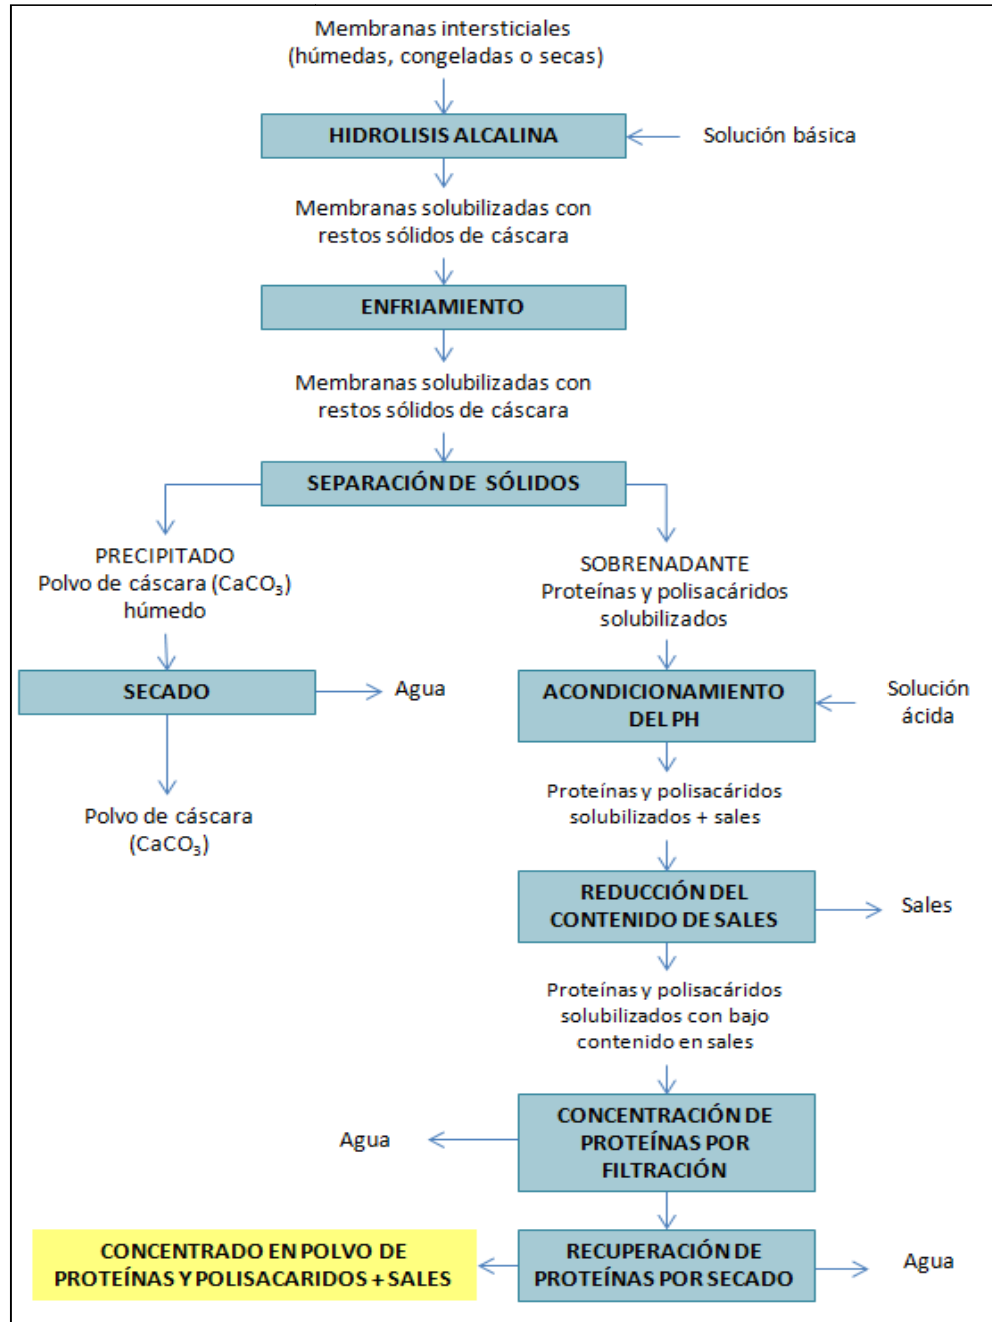 Membranas intersticiales
(húmedas, congeladas o secas)
HIDROLISIS ALCALINA
Solución básica
Membranas solubilizadas con
restos sólidos de cáscara
ENFRIAMIENTO
Membranas solubilizadas con
restos sólidos de cáscara
SEPARACIÓN DE SÓLIDOS
PRECIPITADO
Polvo de cáscara (CaCO₃)
húmedo
SECADO
Agua
Polvo de cáscara
(CaCO₃)
SOBRENADANTE
Proteínas y polisacáridos
solubilizados
ACONDICIONAMIENTO
DEL PH
Solución
ácida
Proteínas y polisacáridos
solubilizados + sales
REDUCCIÓN DEL
CONTENIDO DE SALES
Sales
Proteínas y polisacáridos
solubilizados con bajo
contenido en sales
CONCENTRACIÓN DE
PROTEÍNAS POR
FILTRACIÓN
Agua
RECUPERACIÓN DE
PROTEÍNAS POR SECADO
Agua
CONCENTRADO EN POLVO DE
PROTEÍNAS Y POLISACARIDOS + SALES